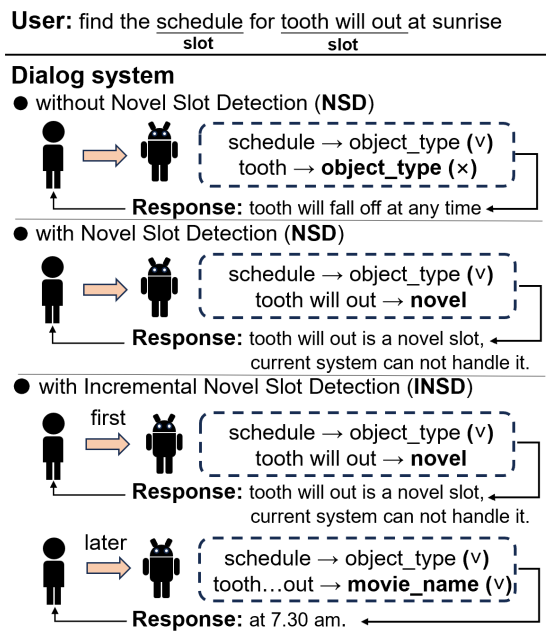 User: find the schedule for tooth will out at sunrise
slot slot
Dialog system
● without Novel Slot Detection (NSD)
schedule → object_type (∨)
tooth → object_type (×)
Response: tooth will fall off at any time
● with Novel Slot Detection (NSD)
schedule → object_type (∨)
tooth will out → novel
Response: tooth will out is a novel slot,
current system can not handle it.
● with Incremental Novel Slot Detection (INSD)
first
schedule → object_type (∨)
tooth will out → novel
Response: tooth will out is a novel slot,
current system can not handle it.
later
schedule → object_type (∨)
tooth...out → movie_name (∨)
Response: at 7.30 am.